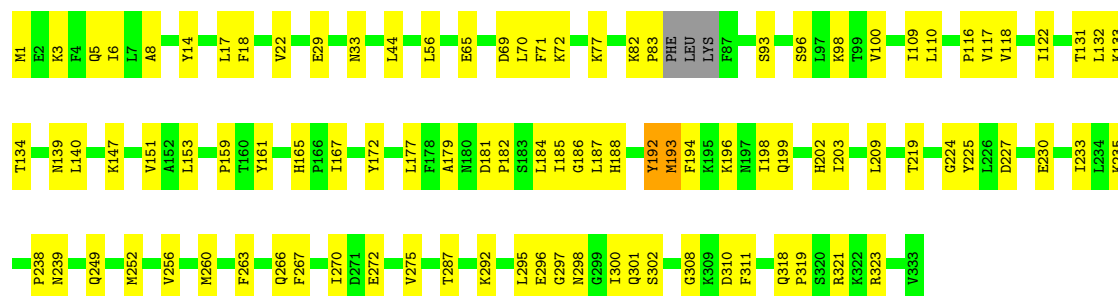 M1 E2 K3 F4 Q5 I6 L7 A8 Y14 L17 F18 V22 E29 N33 L44 L56 E65 D69 L70 F71 K72 K77 K82 P83 PHE LEU LYS F87 S93 S96 L97 K98 T99 V100 I109 L110 P116 V117 V118 I122 T131 L132 K133
T134 N139 L140 K147 V151 A152 L153 P159 T160 Y161 H165 P166 I167 Y172 L177 F178 A179 N180 D181 P182 S183 L184 I185 G186 L187 H188 Y192 M193 F194 K195 K196 N197 I198 Q199 H202 I203 L209 T219 G224 Y225 L226 D227 E230 I233 L234 K235
P238 N239 Q249 M252 V256 M260 F263 Q266 F267 I270 D271 E272 V275 T287 K292 L295 E296 G297 N298 G299 I300 Q301 S302 G308 K309 D310 F311 Q318 P319 S320 R321 K322 R323 V333